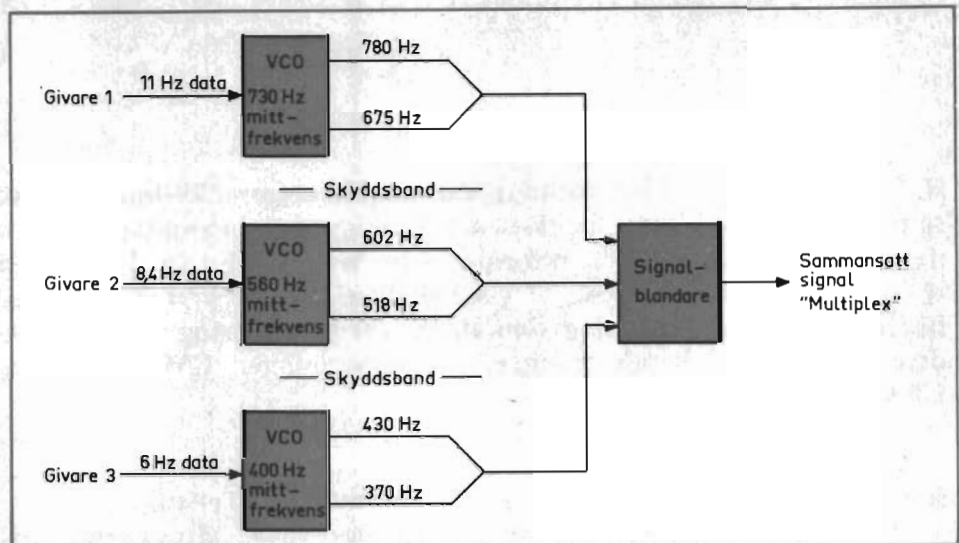 Givare 1
11 Hz data
VCO
730 Hz
mitt-
frekvens
780 Hz
675 Hz
Skyddsband
Givare 2
8,4 Hz data
VCO
560 Hz
mitt-
frekvens
602 Hz
518 Hz
Skyddsband
Givare 3
6 Hz data
VCO
400 Hz
mitt-
frekvens
430 Hz
370 Hz
Signal-
blandare
Sammansatt
signal
"Multiplex"